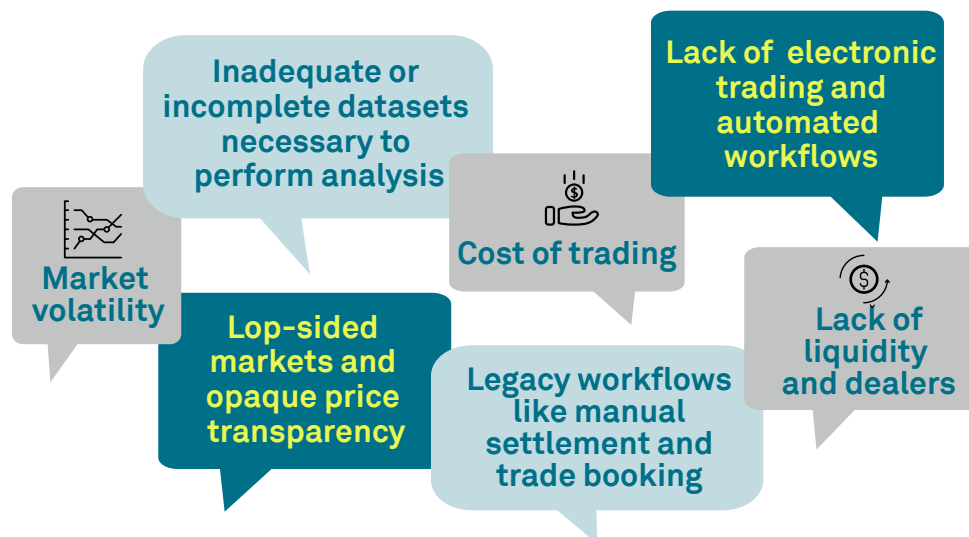 Inadequate or
incomplete datasets
necessary to
perform analysis
Lack of electronic
trading and
automated
workflows
Market
volatility
Cost of trading
Lack of
liquidity
and dealers
Lop-sided
markets and
opaque price
transparency
Legacy workflows
like manual
settlement and
trade booking